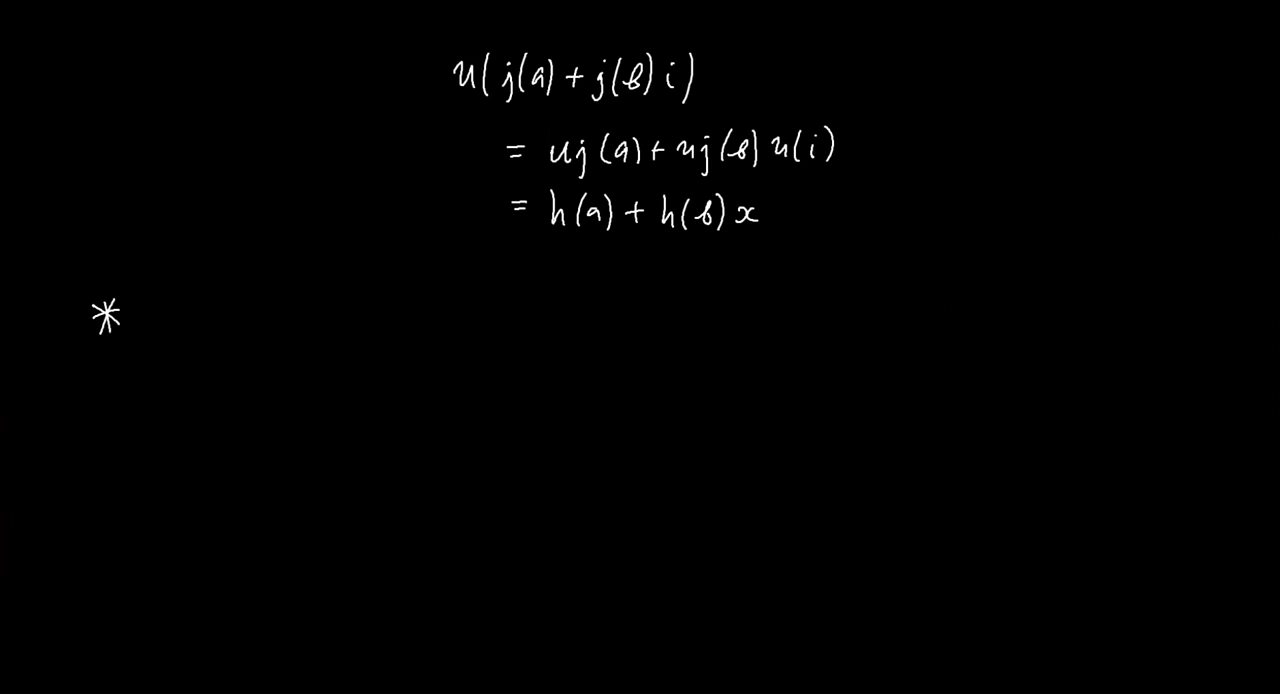 u(j(a) + j(b) i)
= uj(a) + uj(b) u(i)
= h(a) + h(b) x
*